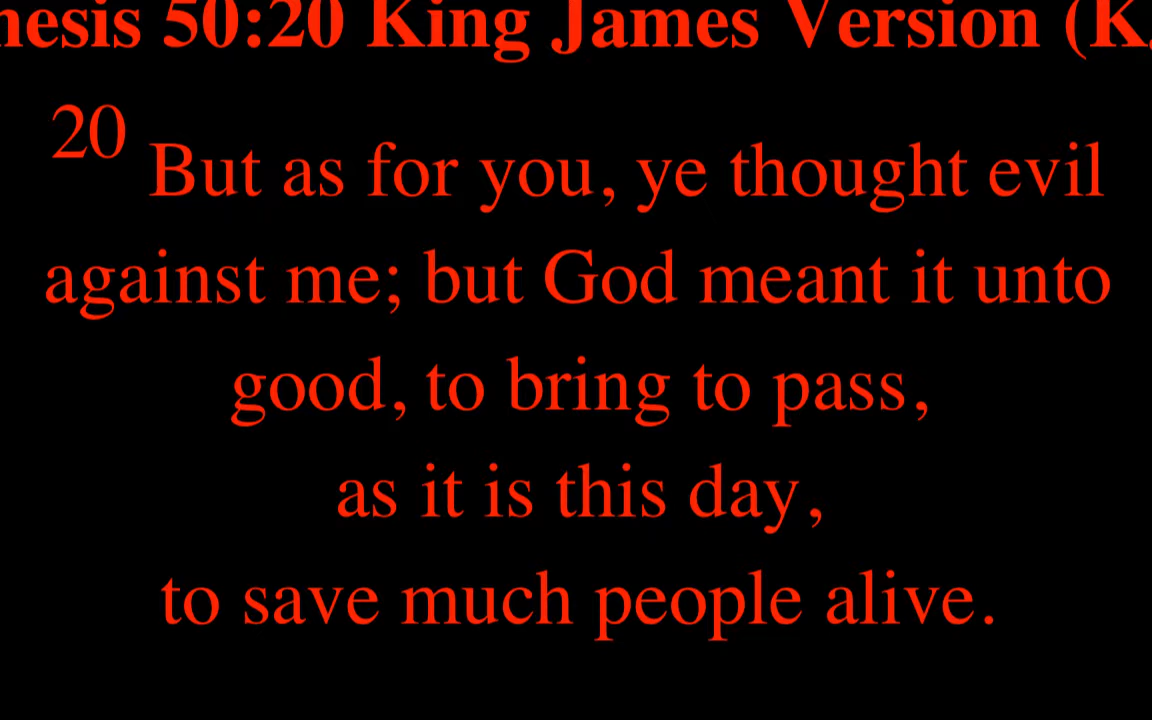 nesis 50:20 King James Version (K
20 But as for you, ye thought evil
against me; but God meant it unto
good, to bring to pass,
as it is this day,
to save much people alive.